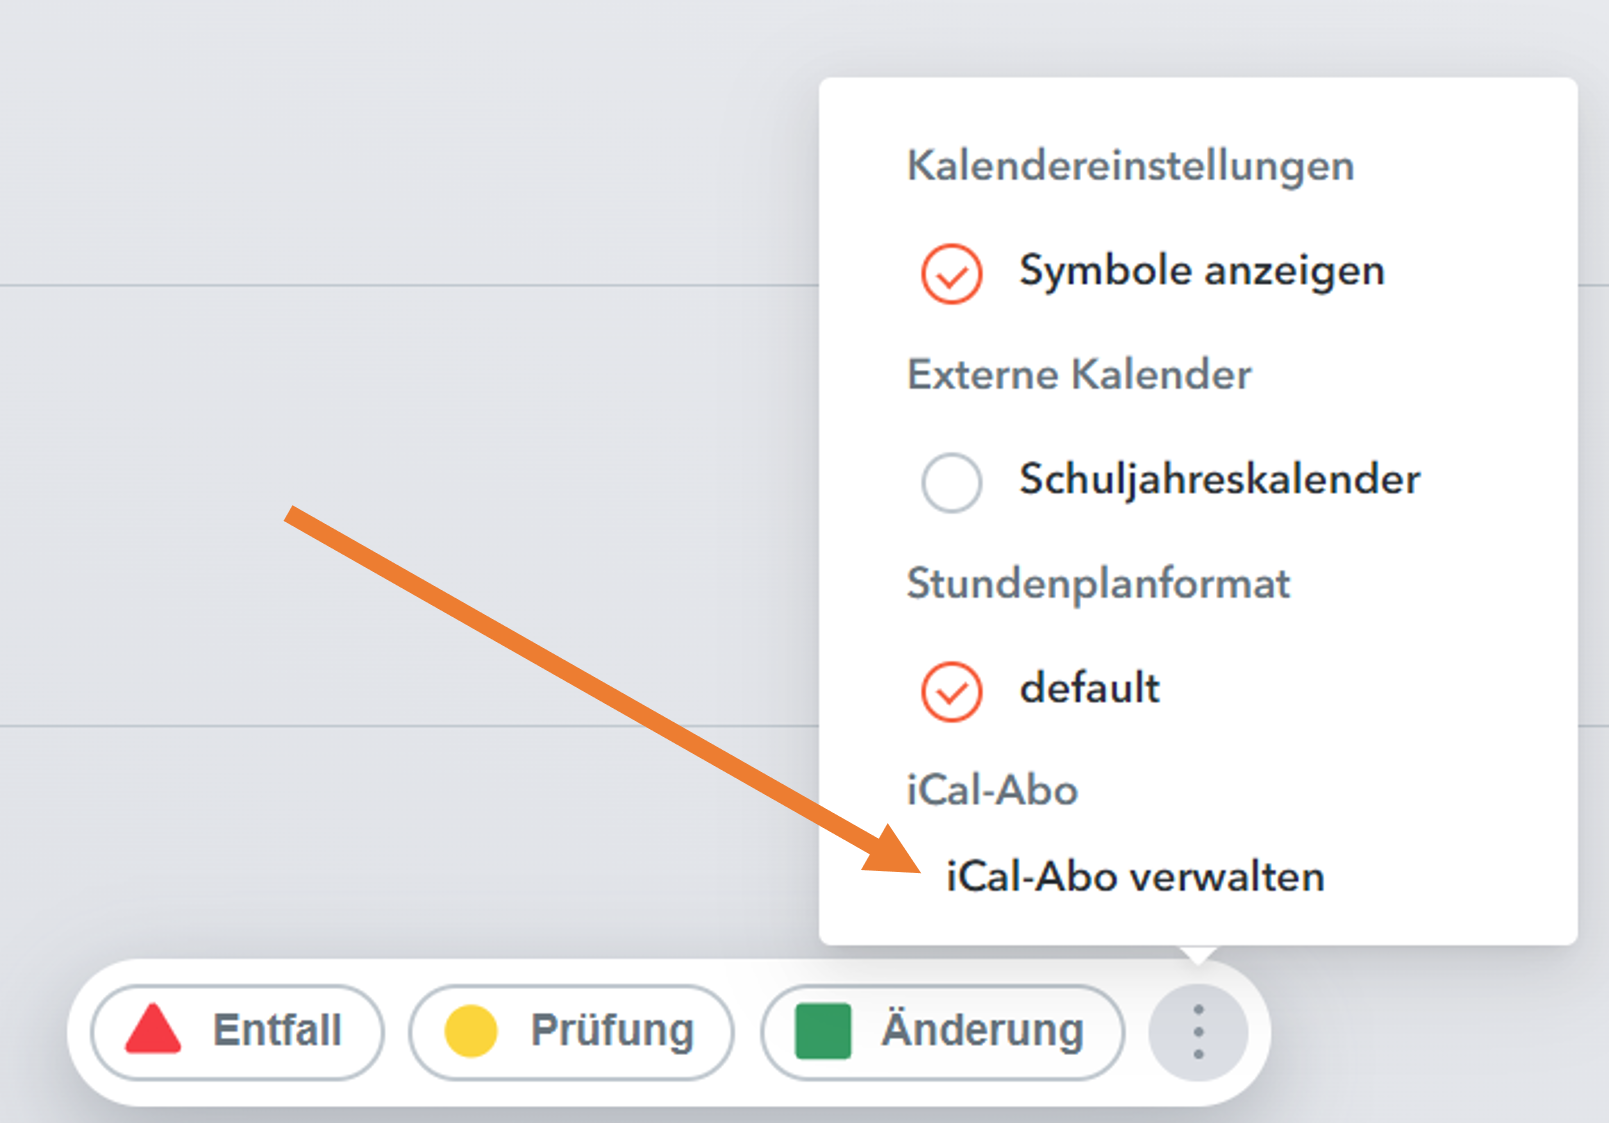 Kalendereinstellungen
Symbole anzeigen
Externe Kalender
Schuljahreskalender
Stundenplanformat
default
iCal-Abo
iCal-Abo verwalten
Entfall Prüfung Änderung